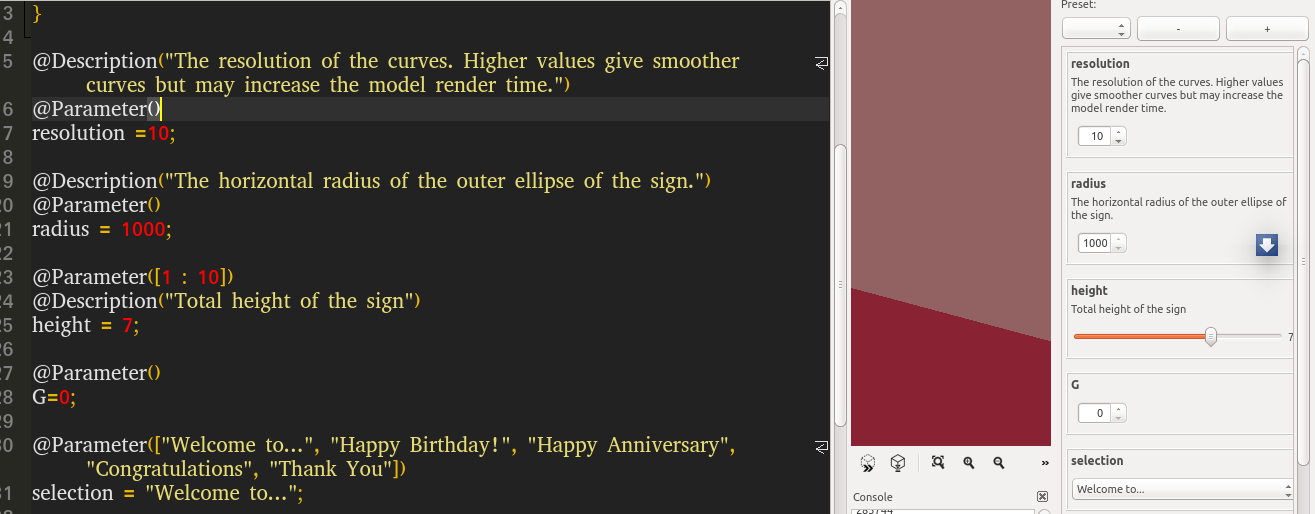 3 }
4
5 @Description("The resolution of the curves. Higher values give smoother
curves but may increase the model render time.")
6 @Parameter()
7 resolution =10;
8
9 @Description("The horizontal radius of the outer ellipse of the sign.")
20 @Parameter()
21 radius = 1000;
22
23 @Parameter([1 : 10])
24 @Description("Total height of the sign")
25 height = 7;
26
27 @Parameter()
28 G=0;
29
30 @Parameter(["Welcome to...", "Happy Birthday!", "Happy Anniversary",
"Congratulations", "Thank You"])
31 selection = "Welcome to...";
Console
Preset:
- +
resolution
The resolution of the curves. Higher values
give smoother curves but may increase the
model render time.
10
radius
The horizontal radius of the outer ellipse of
the sign.
1000
height
Total height of the sign
7
G
0
selection
Welcome to...